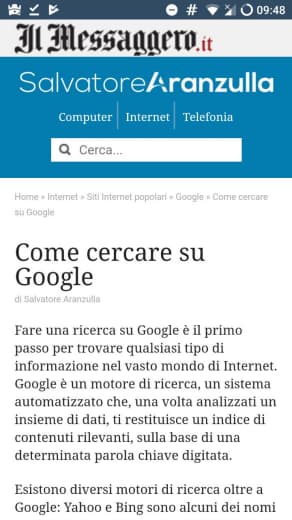 09:48
Il Messaggero.it
SalvatoreAranzulla
Computer Internet Telefonia
Cerca...
Home » Internet » Siti Internet popolari » Google » Come cercare
su Google
Come cercare su
Google
di Salvatore Aranzulla
Fare una ricerca su Google è il primo
passo per trovare qualsiasi tipo di
informazione nel vasto mondo di Internet.
Google è un motore di ricerca, un sistema
automatizzato che, una volta analizzati un
insieme di dati, ti restituisce un indice di
contenuti rilevanti, sulla base di una
determinata parola chiave digitata.
Esistono diversi motori di ricerca oltre a
Google: Yahoo e Bing sono alcuni dei nomi